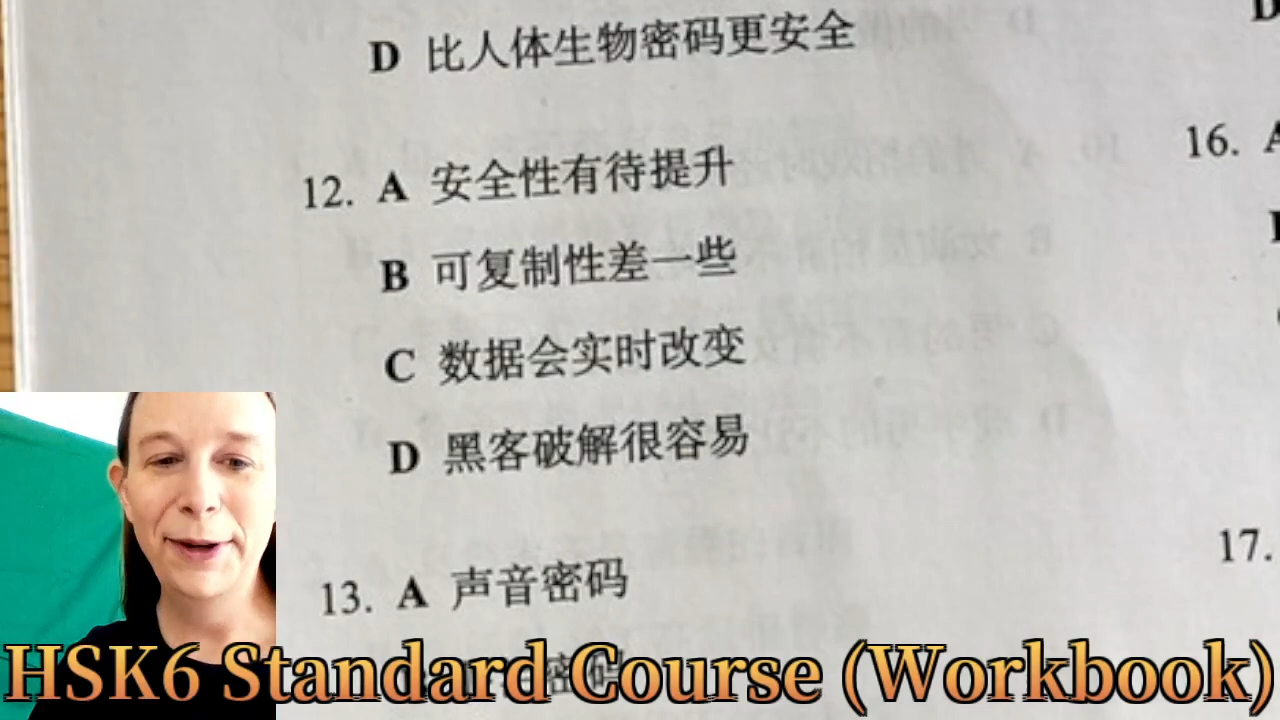 D 比人体生物密码更安全
12. A 安全性有待提升
B 可复制性差一些
C 数据会实时改变
D 黑客破解很容易
13. A 声音密码
密码
D
16. A
17.
HSK6 Standard Course (Workbook)